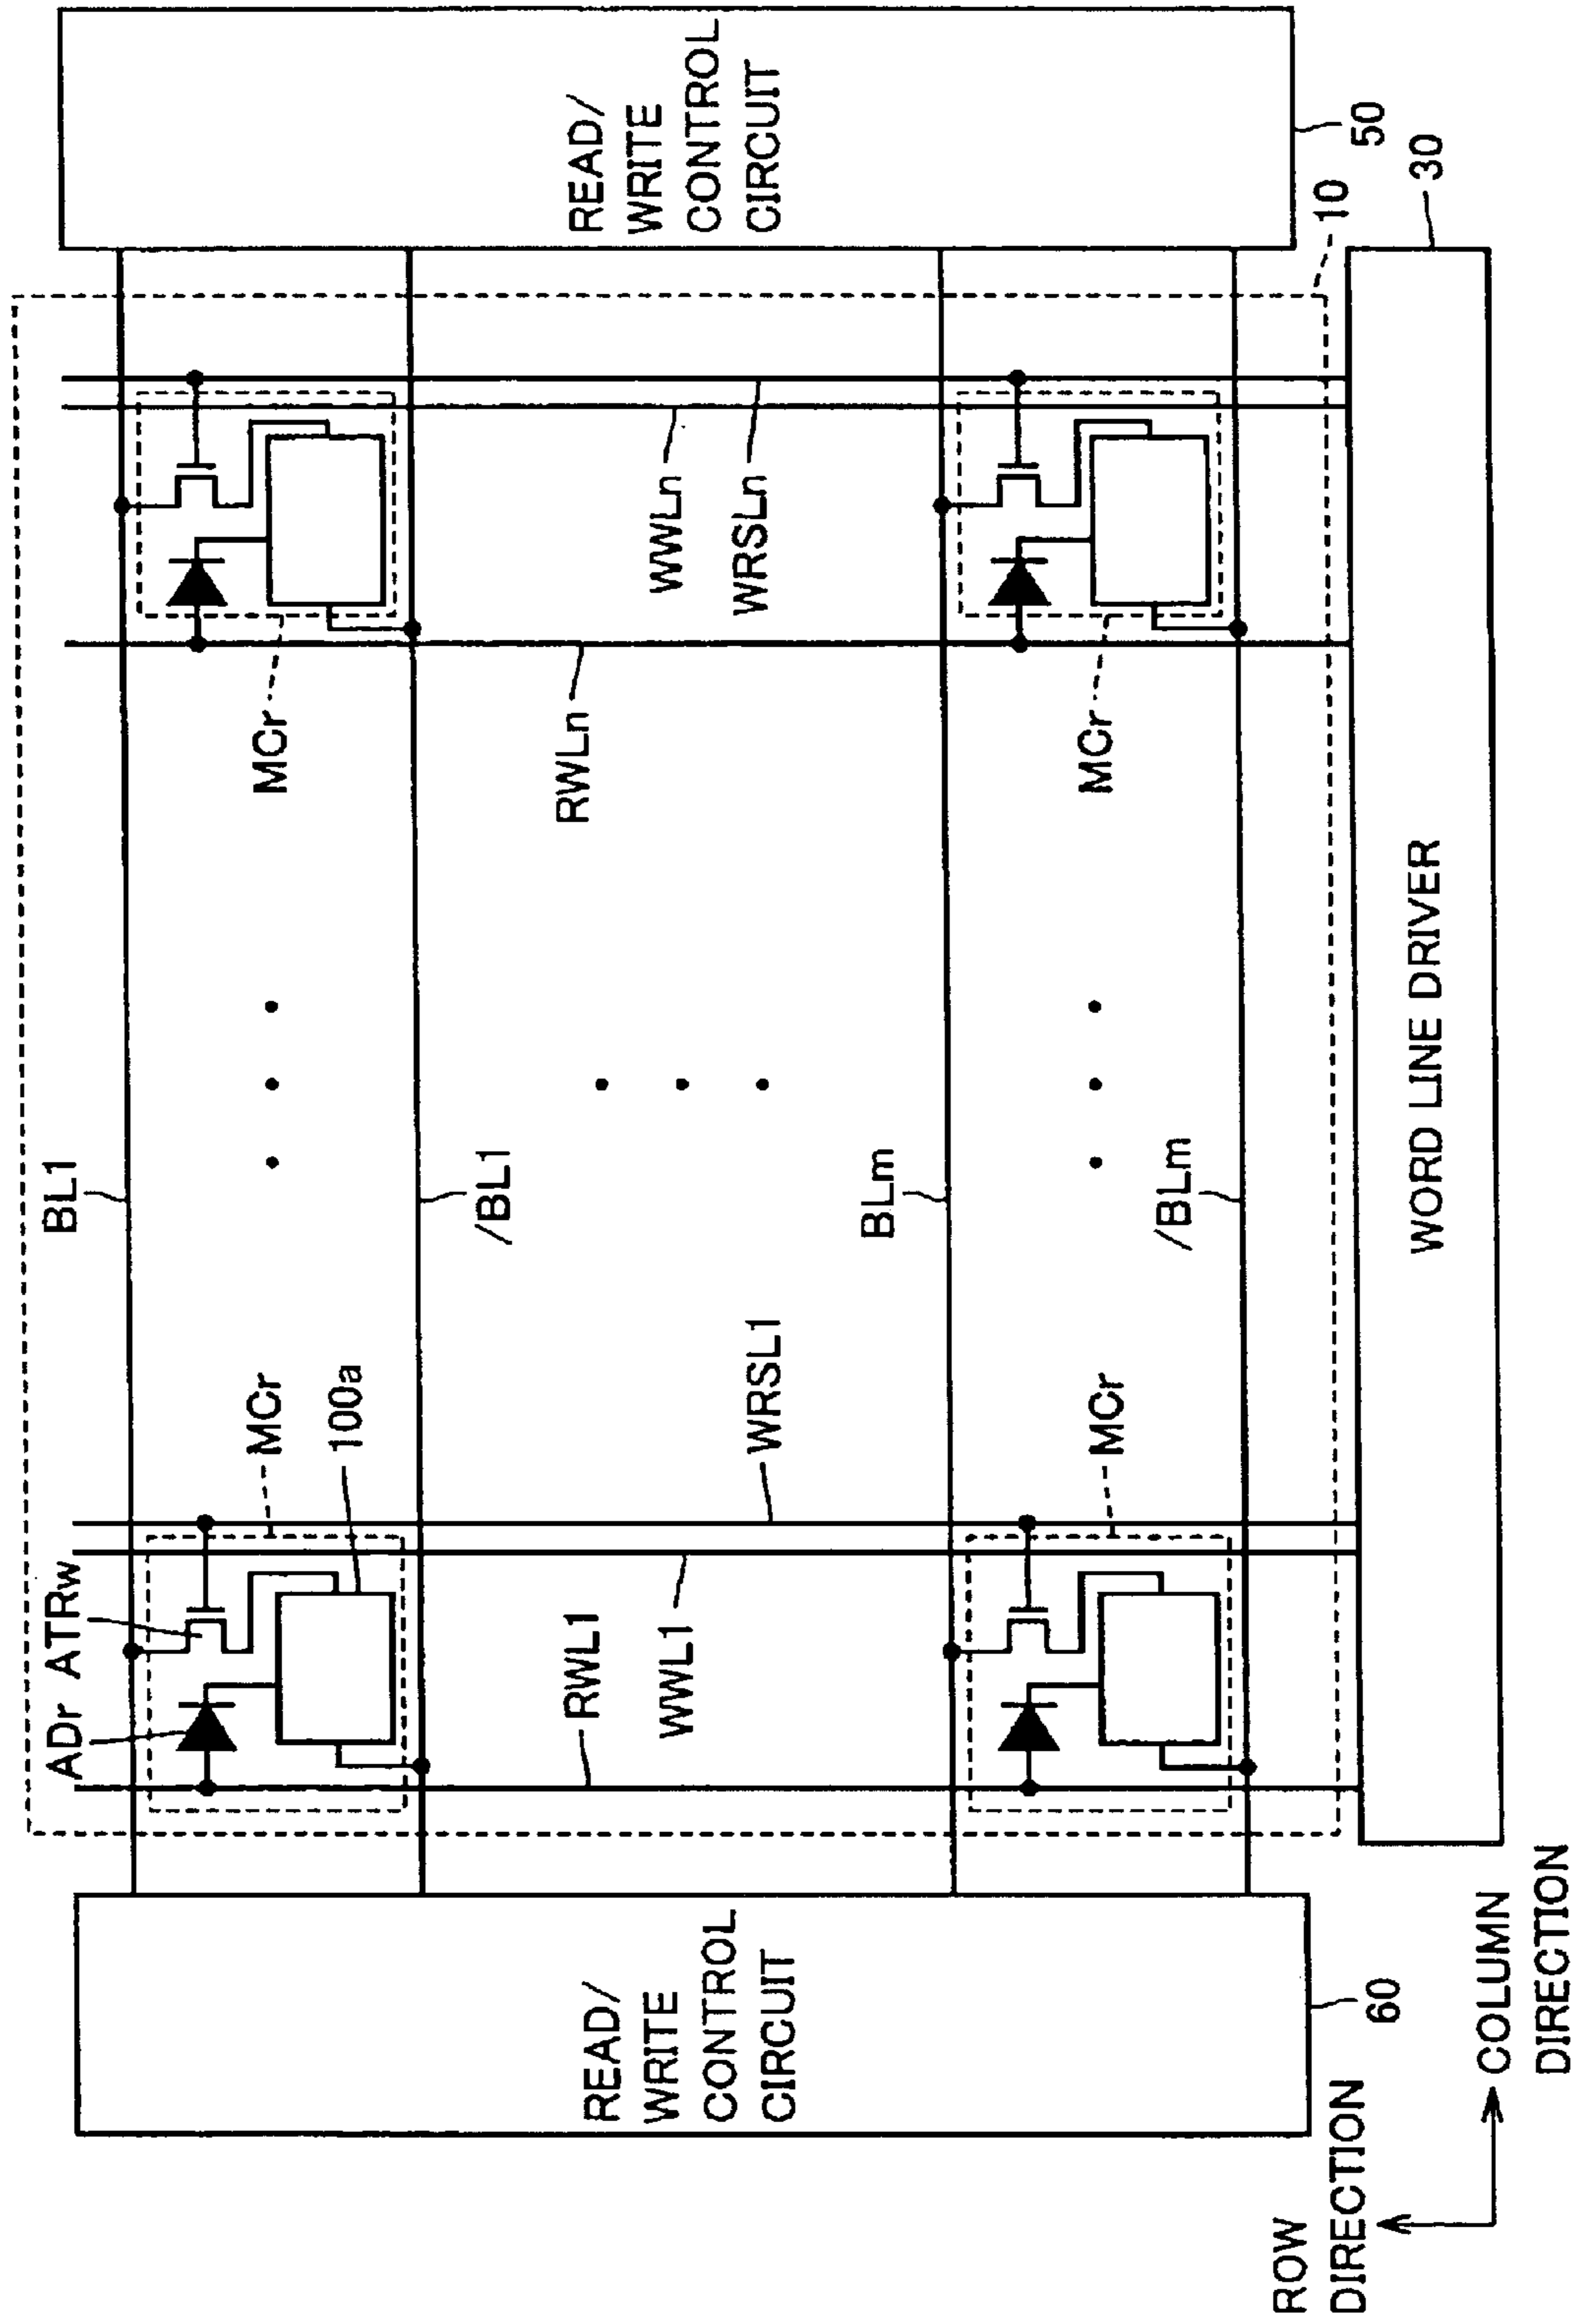 ADr ATRw
BL1
MCr
MCr
100a
/BL1
READ/
WRITE
CONTROL
CIRCUIT
RWL1
WWL1
WRSL1
RWLn
WWLn
WRSLn
READ/
WRITE
CONTROL
CIRCUIT
BLm
MCr
MCr
/BLm
60
10
50
30
WORD LINE DRIVER
ROW
DIRECTION
COLUMN
DIRECTION